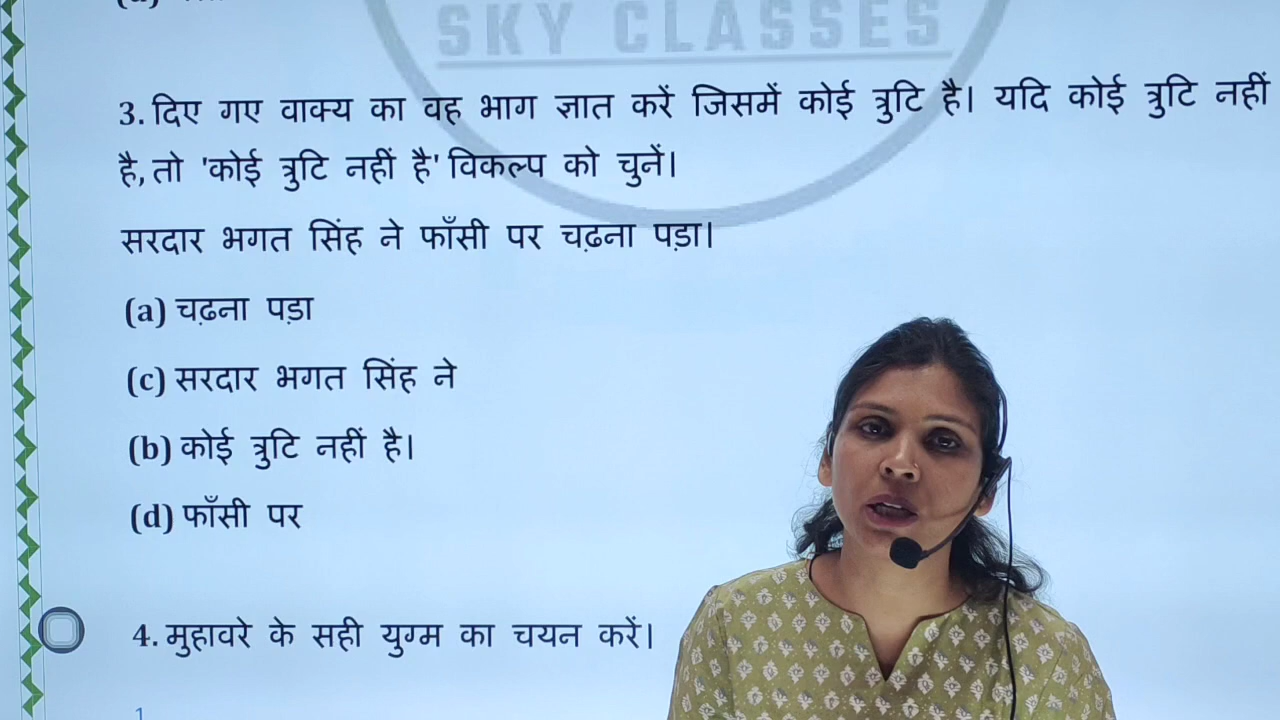 SKY CLASSES
3. दिए गए वाक्य का वह भाग ज्ञात करें जिसमें कोई त्रुटि है। यदि कोई त्रुटि नहीं
है, तो 'कोई त्रुटि नहीं है' विकल्प को चुनें।
सरदार भगत सिंह ने फाँसी पर चढ़ना पड़ा।
(a) चढ़ना पड़ा
(c) सरदार भगत सिंह ने
(b) कोई त्रुटि नहीं है।
(d) फाँसी पर
4. मुहावरे के सही युग्म का चयन करें।